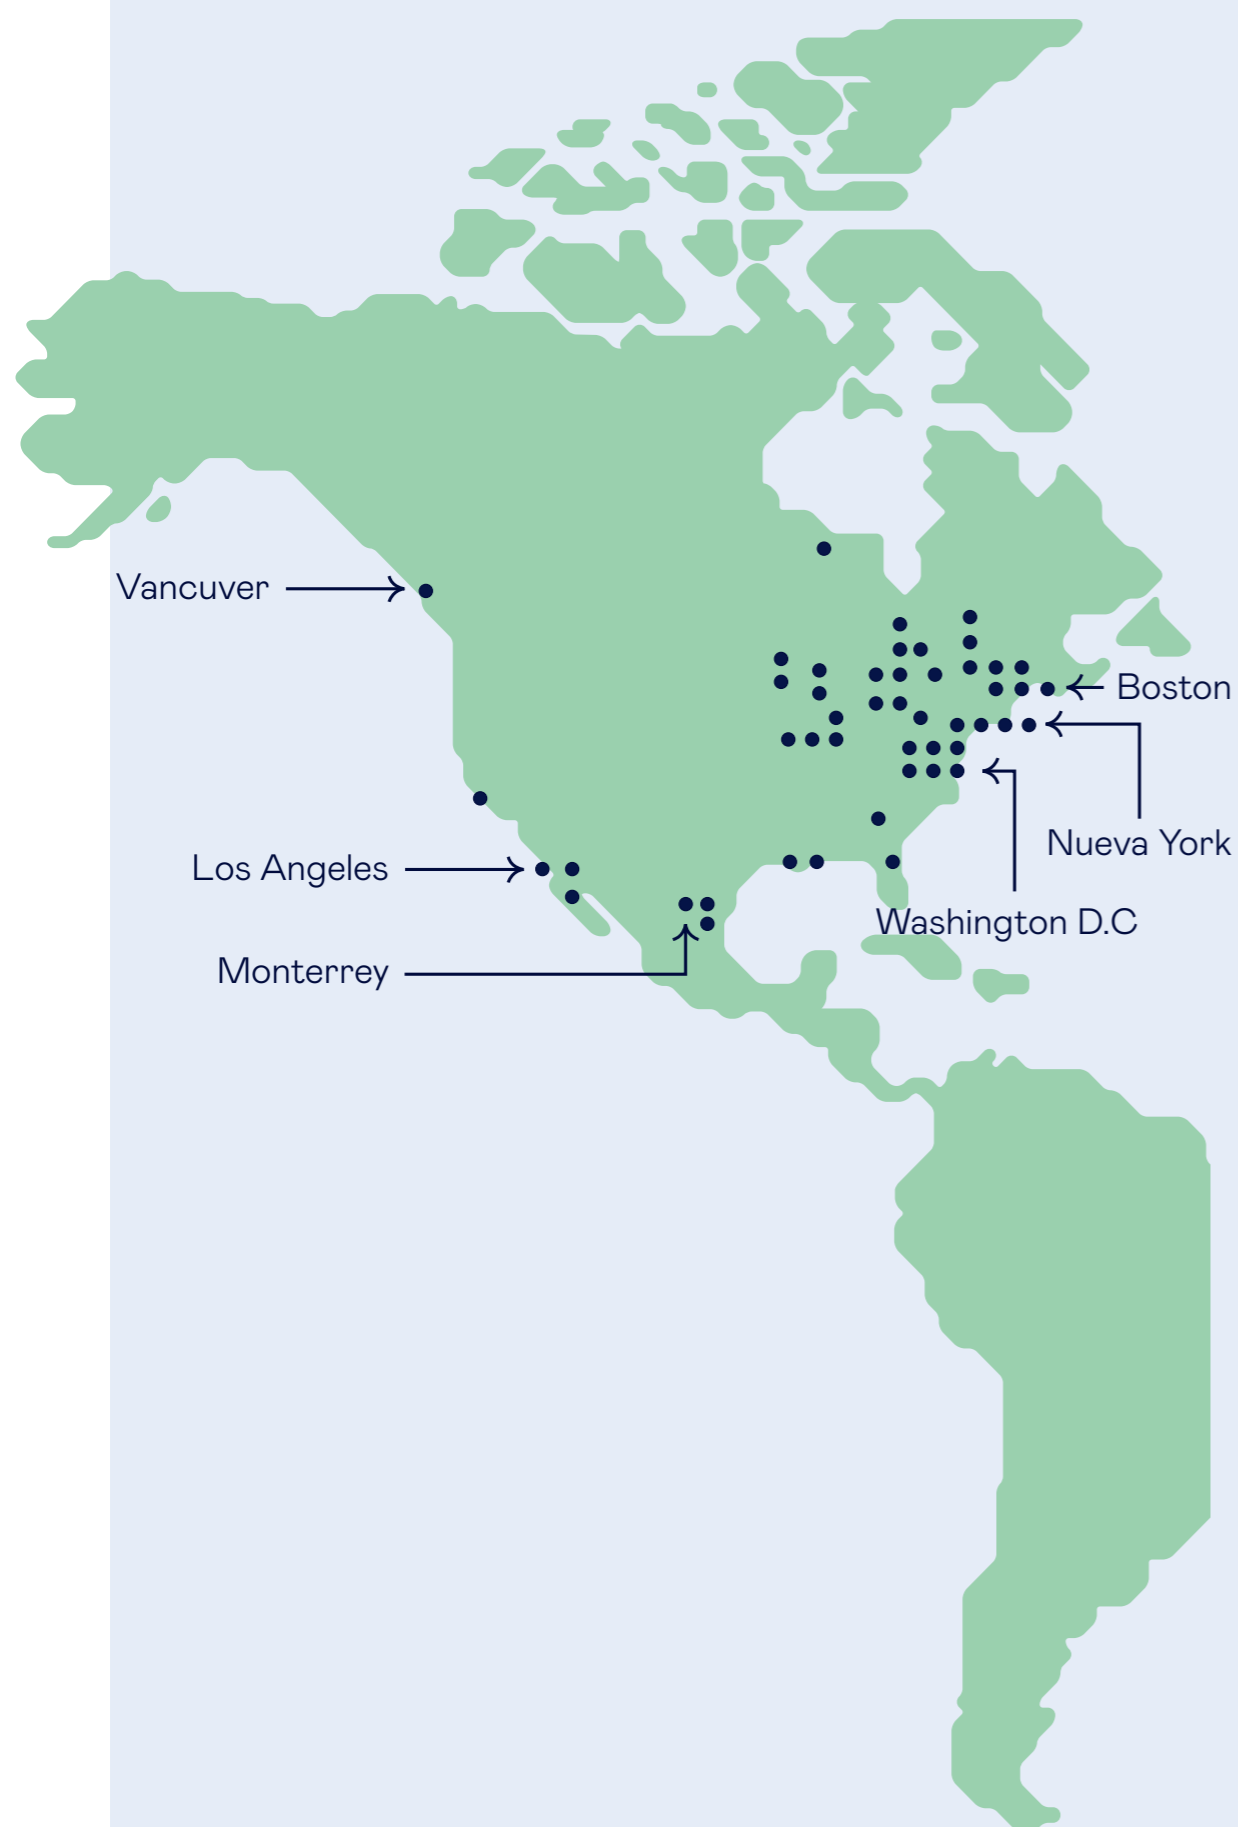 Vancuver
Boston
Nueva York
Los Angeles
Washington D.C
Monterrey